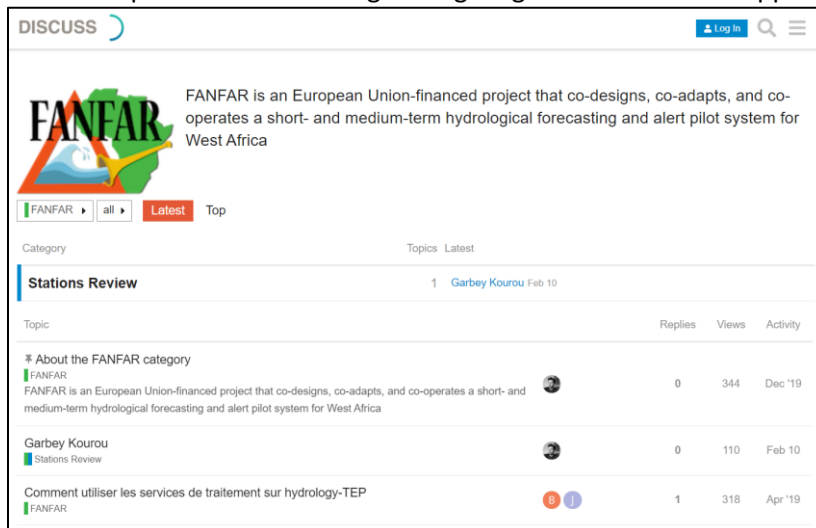 DISCUSS
Log In
FANFAR
FANFAR is an European Union-financed project that co-designs, co-adapts, and co-
operates a short- and medium-term hydrological forecasting and alert pilot system for
West Africa
FANFAR all Latest Top
Category Topics Latest
Stations Review 1 Garbey Kourou Feb 10
Topic Replies Views Activity
About the FANFAR category
FANFAR
FANFAR is an European Union-financed project that co-designs, co-adapts, and co-operates a short- and
medium-term hydrological forecasting and alert pilot system for West Africa
0 344 Dec '19
Garbey Kourou
Stations Review
0 110 Feb 10
Comment utiliser les services de traitement sur hydrology-TEP
FANFAR
B J 1 318 Apr '19